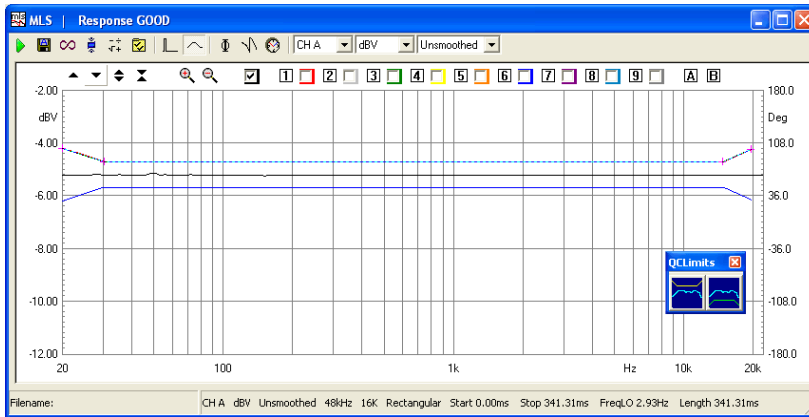 MLS | Response GOOD
CH A dBV Unsmoothed
1 2 3 4 5 6 7 8 9 A B
-2.00 180.0
dBV Deg
-4.00 108.0
-6.00 36.0
-8.00 -36.0
QCLimits
-10.00 -108.0
-12.00 -180.0
20 100 1k Hz 10k 20k
Filename: CH A dBV Unsmoothed 48kHz 16K Rectangular Start 0.00ms Stop 341.31ms FreqLO 2.93Hz Length 341.31ms